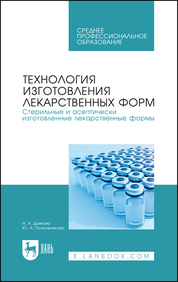 СРЕДНЕЕ
ПРОФЕССИОНАЛЬНОЕ
ОБРАЗОВАНИЕ
ТЕХНОЛОГИЯ
ИЗГОТОВЛЕНИЯ
ЛЕКАРСТВЕННЫХ ФОРМ
Стерильные и асептически
изготовленные лекарственные формы
Н. А. Дьякова
Ю. А. Полковникова
ЛАНЬ
E.LANBOOK.COM